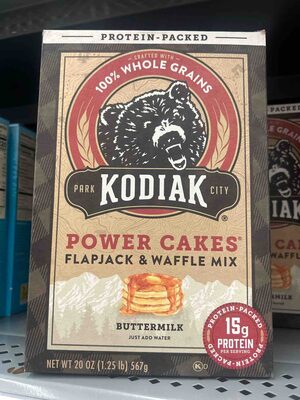 PROTEIN-PACKED
CRAFTED WITH
100% WHOLE GRAINS
PARK CITY
KODIAK®
POWER CAKES®
FLAPJACK & WAFFLE MIX
BUTTERMILK
JUST ADD WATER
PROTEIN-PACKED
15g
PROTEIN
PER SERVING
NET WT 20 OZ (1.25 lb) 567g
K D